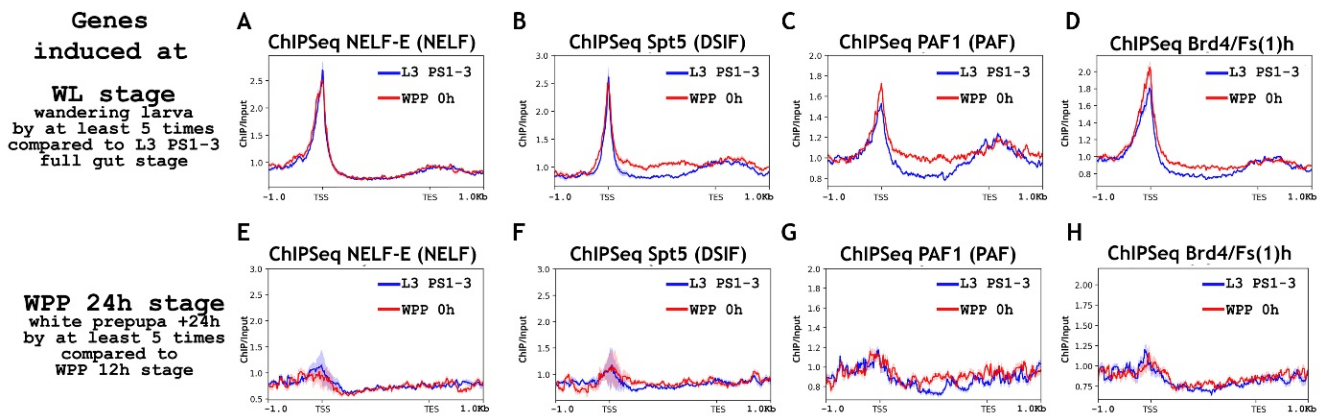 Genes
induced at
WL stage
wandering larva
by at least 5 times
compared to L3 PS1-3
full gut stage
A
ChIPSeq NELF-E (NELF)
ChIP/Input
2.5
2.0
1.5
1.0
L3 PS1-3
WPP 0h
-1.0 TSS TES 1.0Kb
B
ChIPSeq Spt5 (DSIF)
ChIP/Input
3.0
2.5
2.0
1.5
1.0
0.5
L3 PS1-3
WPP 0h
-1.0 TSS TES 1.0Kb
C
ChIPSeq PAF1 (PAF)
ChIP/Input
2.0
1.8
1.6
1.4
1.2
1.0
0.8
L3 PS1-3
WPP 0h
-1.0 TSS TES 1.0Kb
D
ChIPSeq Brd4/Fs(1)h
ChIP/Input
2.00
1.75
1.50
1.25
1.00
0.75
L3 PS1-3
WPP 0h
-1.0 TSS TES 1.0Kb
WPP 24h stage
white prepupa +24h
by at least 5 times
compared to
WPP 12h stage
E
ChIPSeq NELF-E (NELF)
ChIP/Input
3.0
2.5
2.0
1.5
1.0
0.5
L3 PS1-3
WPP 0h
-1.0 TSS TES 1.0Kb
F
ChIPSeq Spt5 (DSIF)
ChIP/Input
3.0
2.5
2.0
1.5
1.0
0.5
L3 PS1-3
WPP 0h
-1.0 TSS TES 1.0Kb
G
ChIPSeq PAF1 (PAF)
ChIP/Input
2.0
1.8
1.6
1.4
1.2
1.0
0.8
L3 PS1-3
WPP 0h
-1.0 TSS TES 1.0Kb
H
ChIPSeq Brd4/Fs(1)h
ChIP/Input
2.00
1.75
1.50
1.25
1.00
0.75
L3 PS1-3
WPP 0h
-1.0 TSS TES 1.0Kb